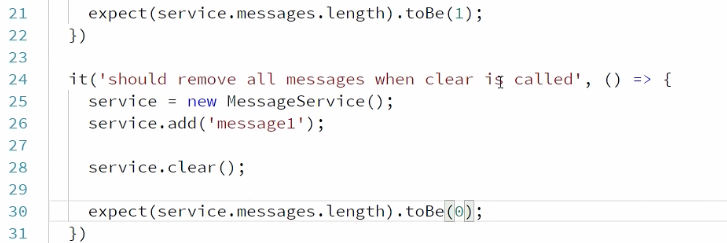 21 expect(service.messages.length).toBe(1);
22 })
23
24 it('should remove all messages when clear is called', () => {
25 service = new MessageService();
26 service.add('message1');
27
28 service.clear();
29
30 expect(service.messages.length).toBe(0);
31 })